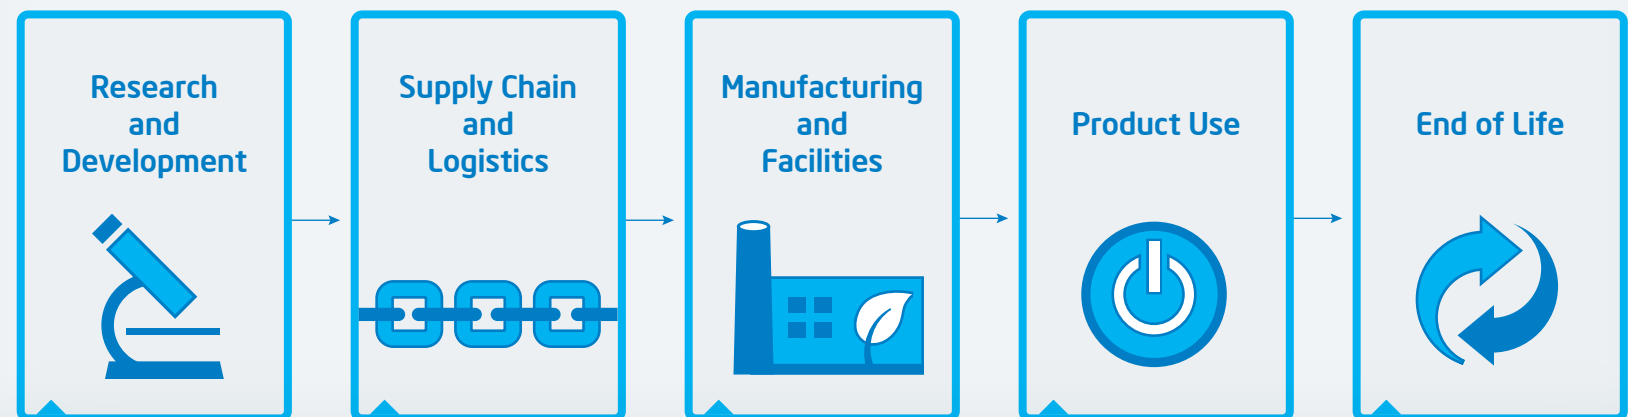 Research
and
Development
Supply Chain
and
Logistics
Manufacturing
and
Facilities
Product Use
End of Life